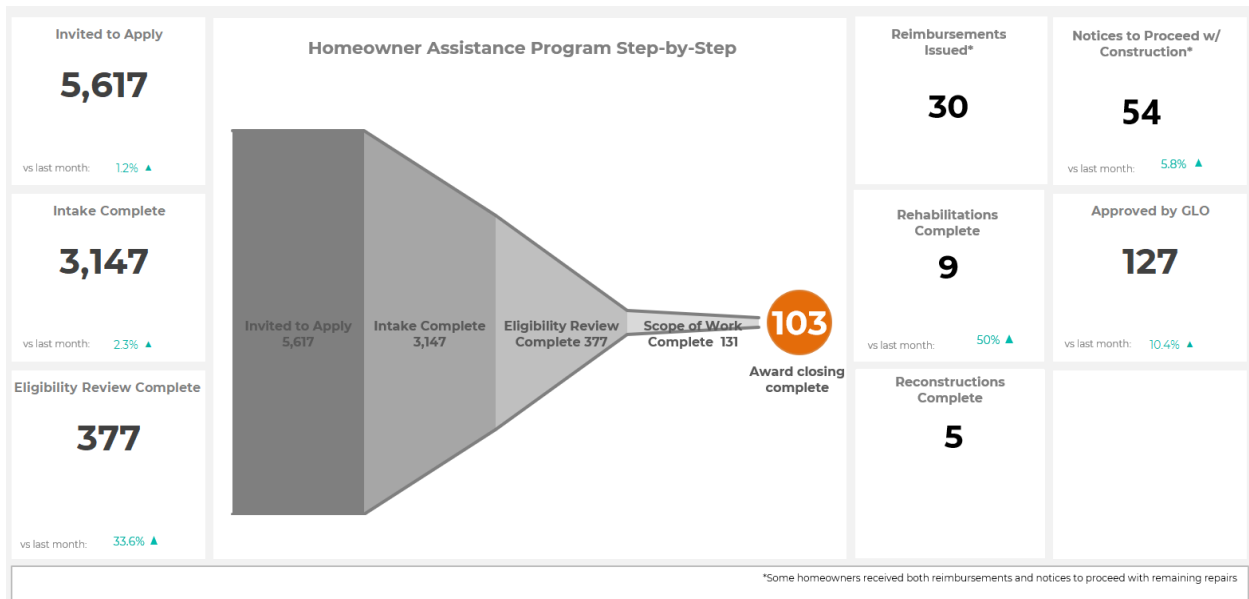 Invited to Apply
5,617
vs last month: 1.2% ▲
Intake Complete
3,147
vs last month: 2.3% ▲
Eligibility Review Complete
377
vs last month: 33.6% ▲
Homeowner Assistance Program Step-by-Step
Invited to Apply
5,617
Intake Complete
3,147
Eligibility Review
Complete 377
Scope of Work
Complete 131
103
Award closing
complete
Reimbursements
Issued*
30
Notices to Proceed w/
Construction*
54
vs last month: 5.8% ▲
Rehabilitations
Complete
9
vs last month: 50% ▲
Approved by GLO
127
vs last month: 10.4% ▲
Reconstructions
Complete
5
*Some homeowners received both reimbursements and notices to proceed with remaining repairs